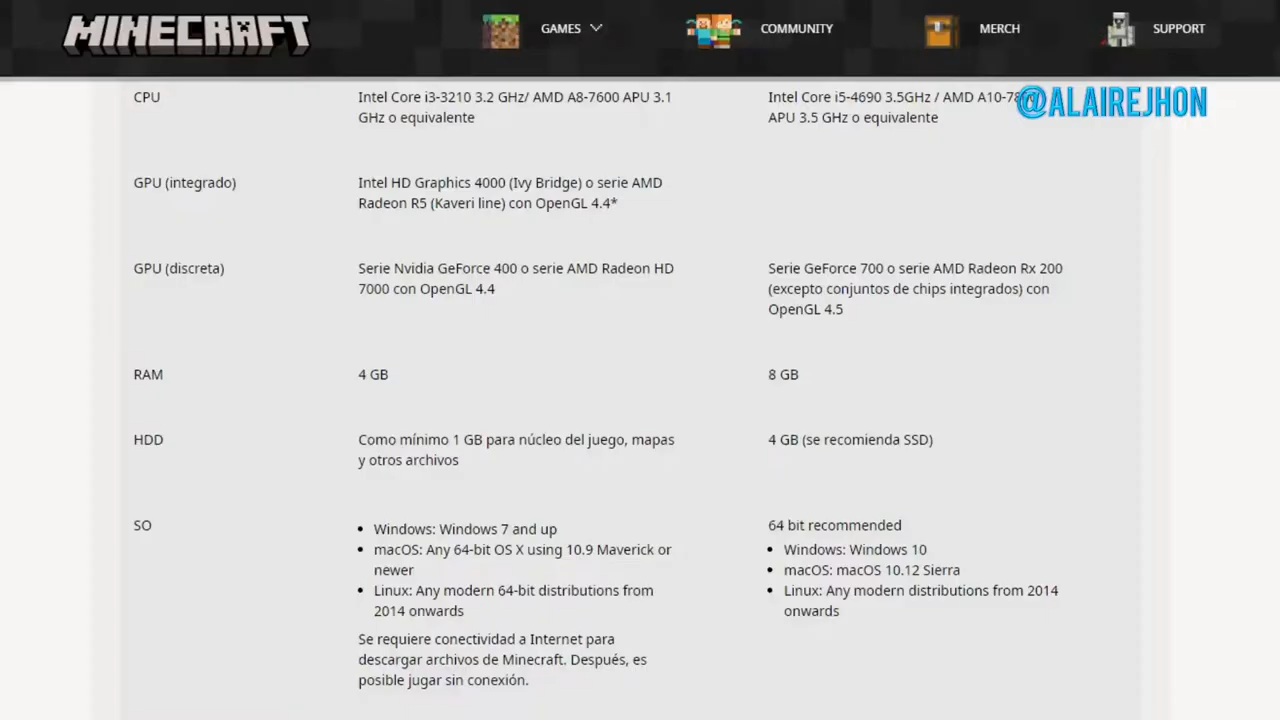 MINECRAFT
GAMES
COMMUNITY
MERCH
SUPPORT
@ALAIREJHON
CPU
Intel Core i3-3210 3.2 GHz/ AMD A8-7600 APU 3.1
GHz o equivalente
Intel Core i5-4690 3.5GHz / AMD
APU 3.5 GHz o equivalente
GPU (integrado)
Intel HD Graphics 4000 (Ivy Bridge) o serie AMD
Radeon R5 (Kaveri line) con OpenGL 4.4*
GPU (discreta)
Serie Nvidia GeForce 400 o serie AMD Radeon HD
7000 con OpenGL 4.4
Serie GeForce 700 o serie AMD Radeon Rx 200
(excepto conjuntos de chips integrados) con
OpenGL 4.5
RAM
4 GB
8 GB
HDD
Como mínimo 1 GB para núcleo del juego, mapas
y otros archivos
4 GB (se recomienda SSD)
SO
• Windows: Windows 7 and up
• macOS: Any 64-bit OS X using 10.9 Maverick or
newer
• Linux: Any modern 64-bit distributions from
2014 onwards
Se requiere conectividad a Internet para
descargar archivos de Minecraft. Después, es
posible jugar sin conexión.
64 bit recommended
• Windows: Windows 10
• macOS: macOS 10.12 Sierra
• Linux: Any modern distributions from 2014
onwards